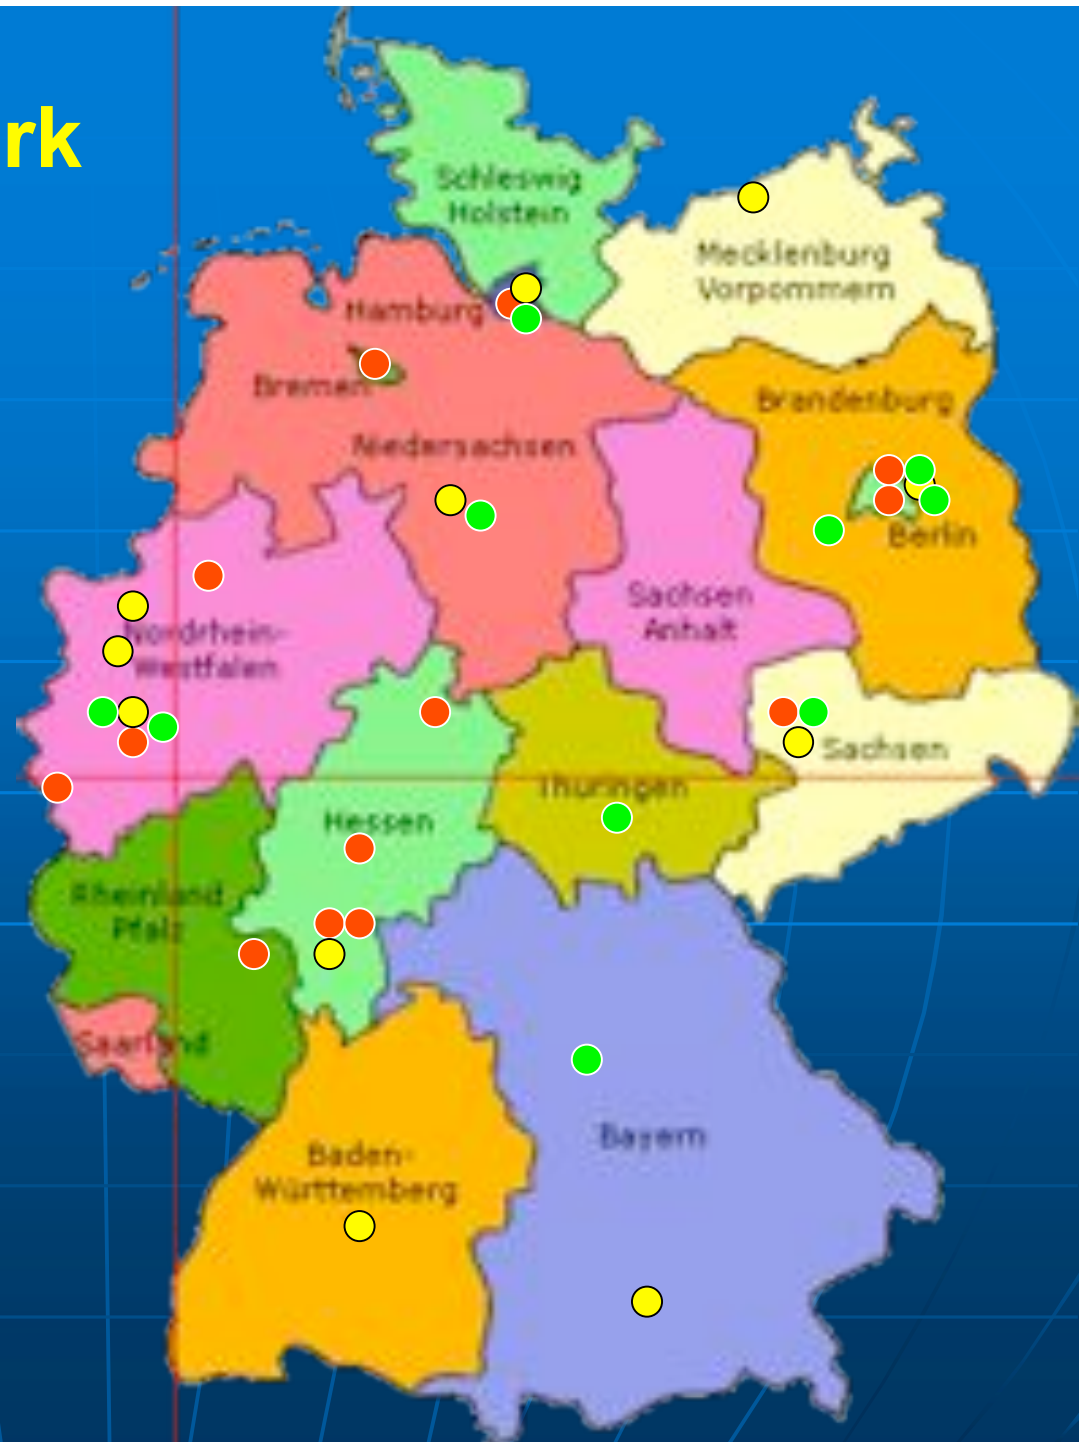 rk
Schleswig
Holstein
Mecklenburg
Vorpommern
Hamburg
Bremen
Brandenburg
Niedersachsen
Berlin
Sachsen
Anhalt
Nordrhein-
Westfalen
Sachsen
Thüringen
Hessen
Rheinland
Pfalz
Saarland
Bayern
Baden-
Württemberg